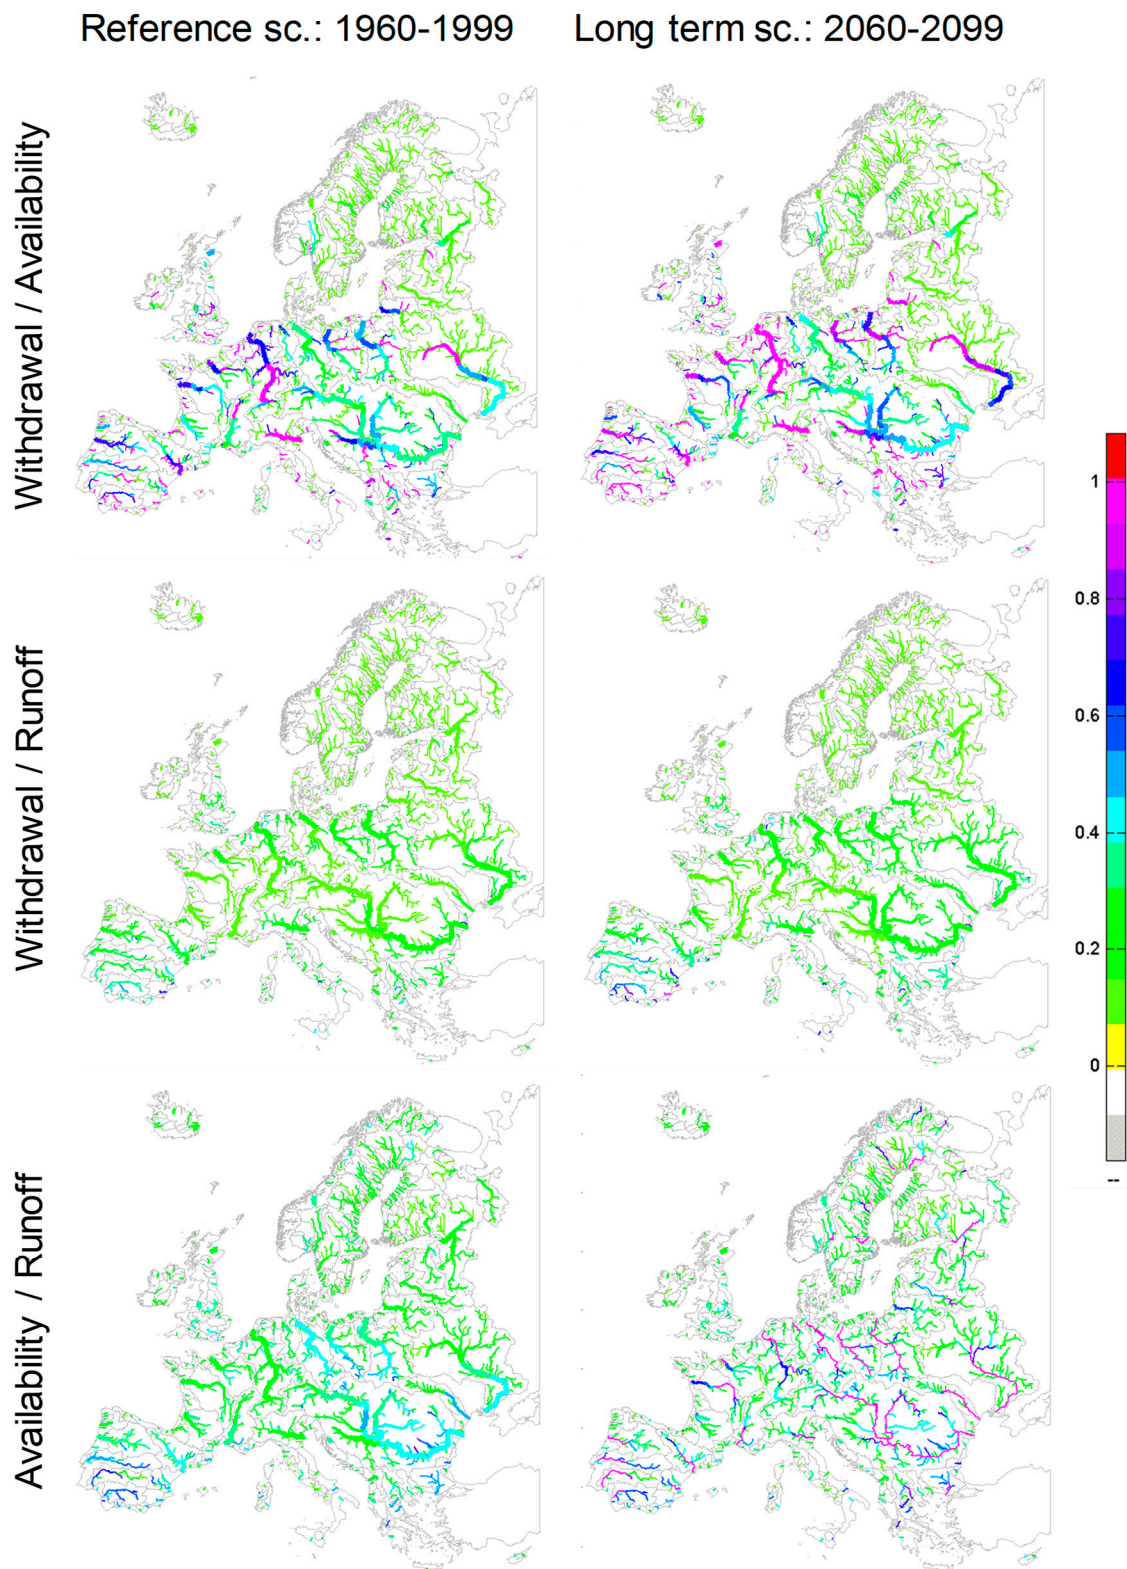 Reference sc.: 1960-1999
Long term sc.: 2060-2099
Withdrawal / Availability
Withdrawal / Runoff
Availability / Runoff
1
0.8
0.6
0.4
0.2
0
--